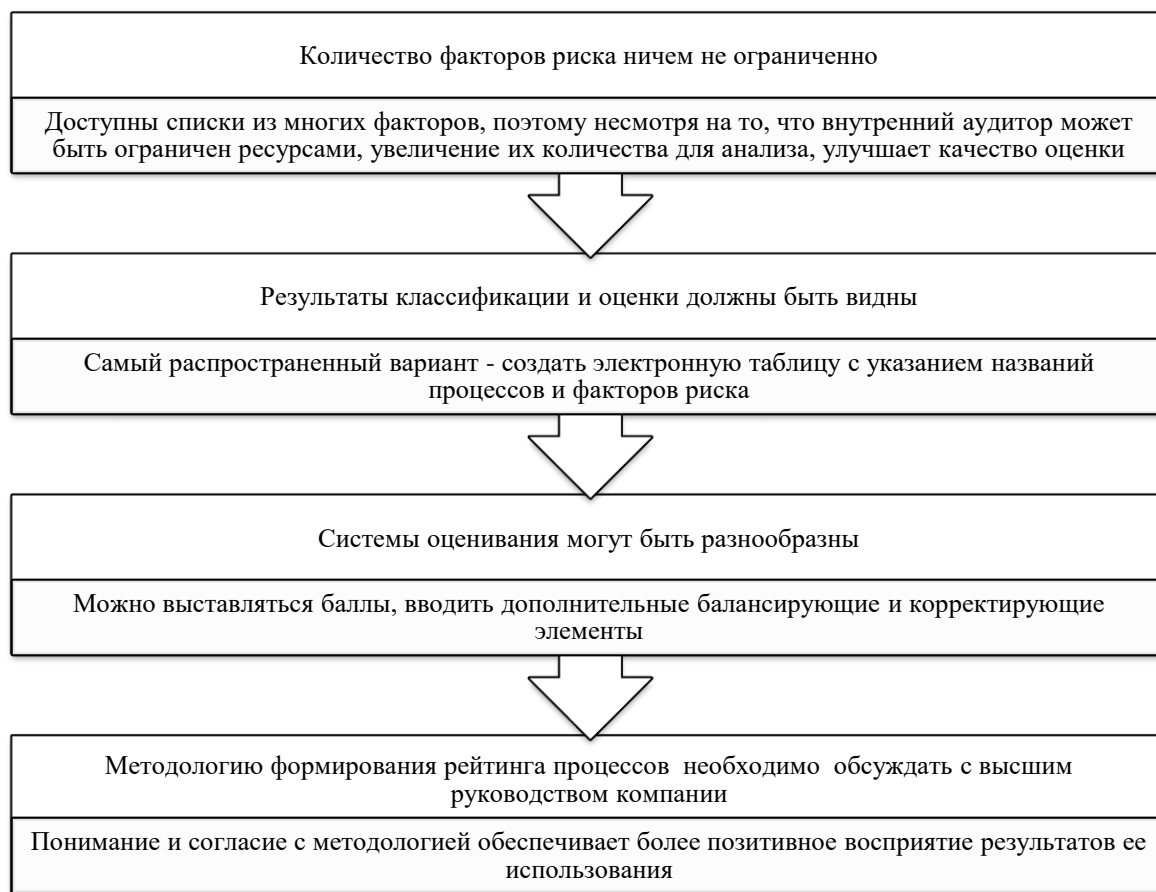 Количество факторов риска ничем не ограниченно
Доступны списки из многих факторов, поэтому несмотря на то, что внутренний аудитор может
быть ограничен ресурсами, увеличение их количества для анализа, улучшает качество оценки
Результаты классификации и оценки должны быть видны
Самый распространенный вариант - создать электронную таблицу с указанием названий
процессов и факторов риска
Системы оценивания могут быть разнообразны
Можно выставляться баллы, вводить дополнительные балансирующие и корректирующие
элементы
Методологию формирования рейтинга процессов необходимо обсуждать с высшим
руководством компании
Понимание и согласие с методологией обеспечивает более позитивное восприятие результатов ее
использования